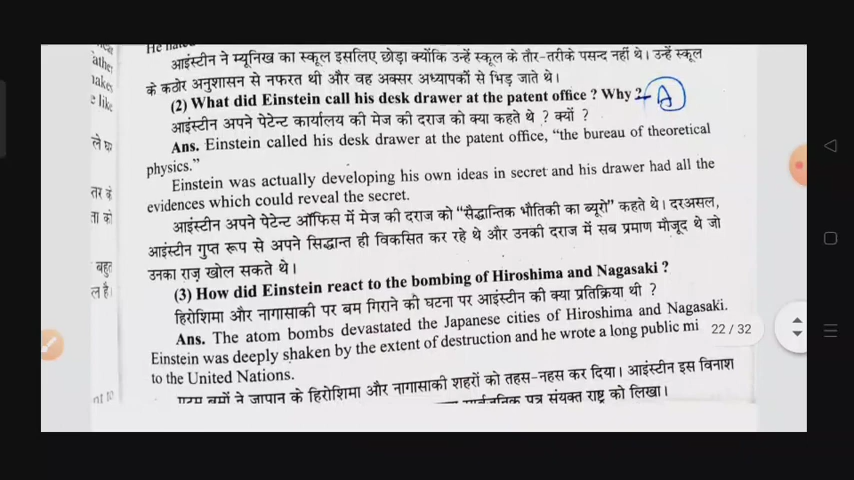 He hated
आइंस्टीन ने म्यूनिख का स्कूल इसलिए छोड़ा क्योंकि उन्हें स्कूल के तौर-तरीके पसन्द नहीं थे। उन्हें स्कूल
के कठोर अनुशासन से नफरत थी और वह अक्सर अध्यापकों से भिड़ जाते थे।
(2) What did Einstein call his desk drawer at the patent office ? Why ? A
आइंस्टीन अपने पेटेन्ट कार्यालय की मेज की दराज को क्या कहते थे ? क्यों ?
Ans. Einstein called his desk drawer at the patent office, “the bureau of theoretical
physics.”
Einstein was actually developing his own ideas in secret and his drawer had all the
evidences which could reveal the secret.
आइंस्टीन अपने पेटेन्ट ऑफिस में मेज की दराज को “सैद्धान्तिक भौतिकी का ब्यूरो” कहते थे। दरअसल,
आइंस्टीन गुप्त रूप से अपने सिद्धान्त ही विकसित कर रहे थे और उनकी दराज में सब प्रमाण मौजूद थे जो
उनका राज़ खोल सकते थे।
(3) How did Einstein react to the bombing of Hiroshima and Nagasaki ?
हिरोशिमा और नागासाकी पर बम गिराने की घटना पर आइंस्टीन की क्या प्रतिक्रिया थी ?
Ans. The atom bombs devastated the Japanese cities of Hiroshima and Nagasaki.
Einstein was deeply shaken by the extent of destruction and he wrote a long public mi
to the United Nations.
एटम बमों ने जापान के हिरोशिमा और नागासाकी शहरों को तहस-नहस कर दिया। आइंस्टीन इस विनाश
सार्वजनिक पत्र संयुक्त राष्ट्र को लिखा।
22 / 32